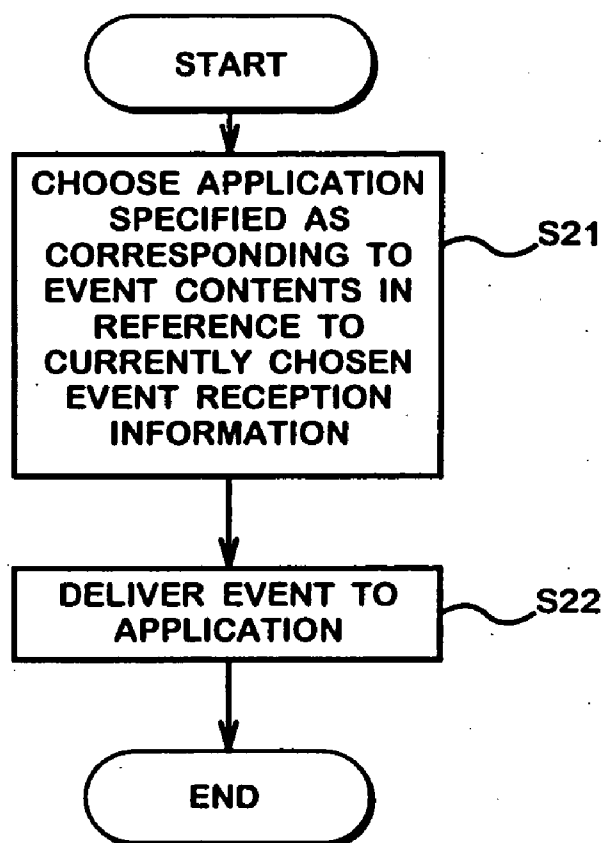 START
CHOOSE APPLICATION
SPECIFIED AS
CORRESPONDING TO
EVENT CONTENTS IN
REFERENCE TO
CURRENTLY CHOSEN
EVENT RECEPTION
INFORMATION
S21
DELIVER EVENT TO
APPLICATION
S22
END